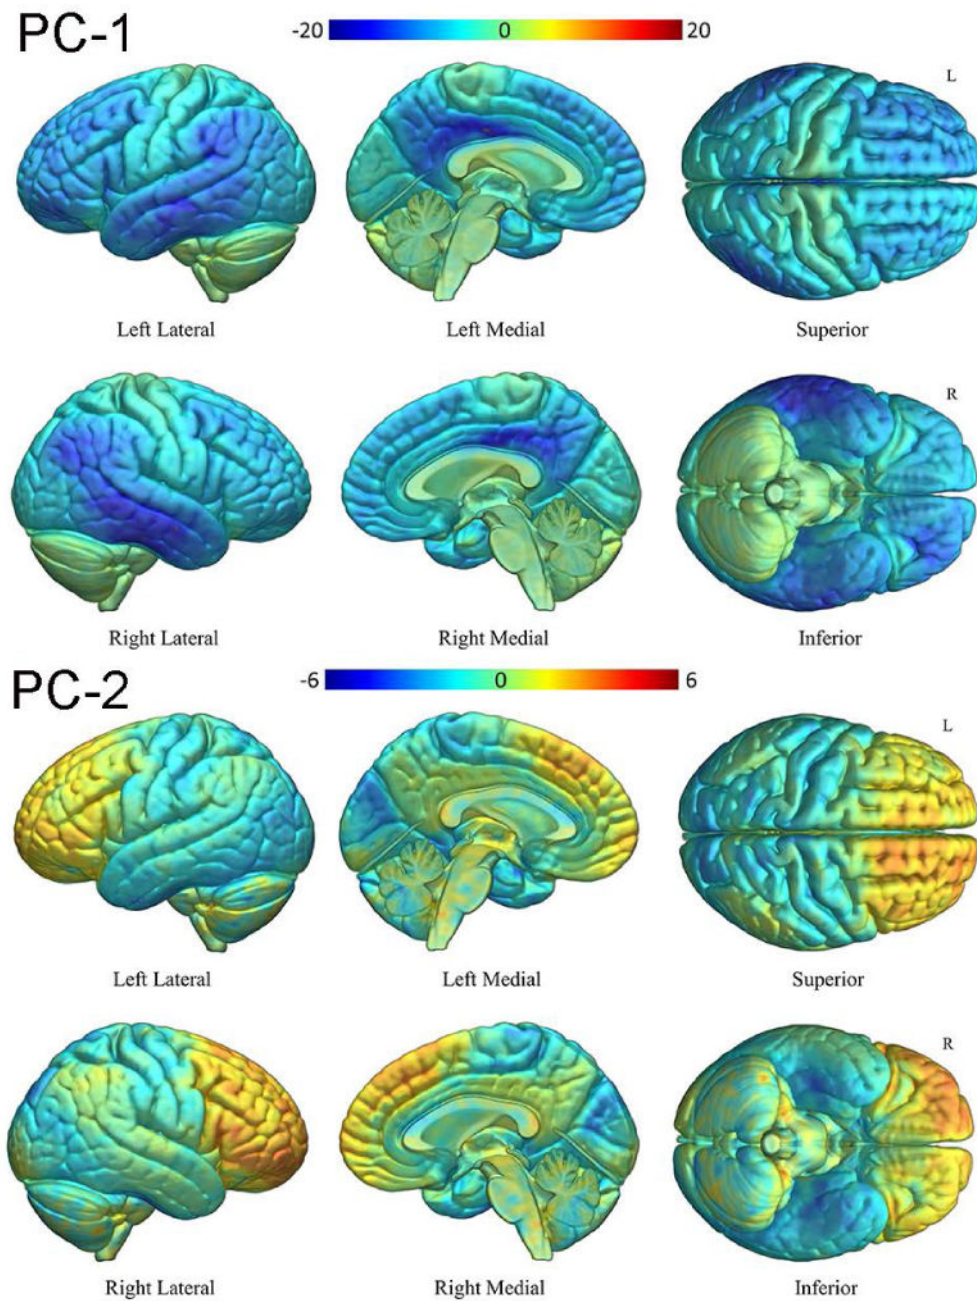 PC-1
-20 0 20
L
Left Lateral Left Medial Superior
R
Right Lateral Right Medial Inferior
PC-2
-6 0 6
L
Left Lateral Left Medial Superior
R
Right Lateral Right Medial Inferior